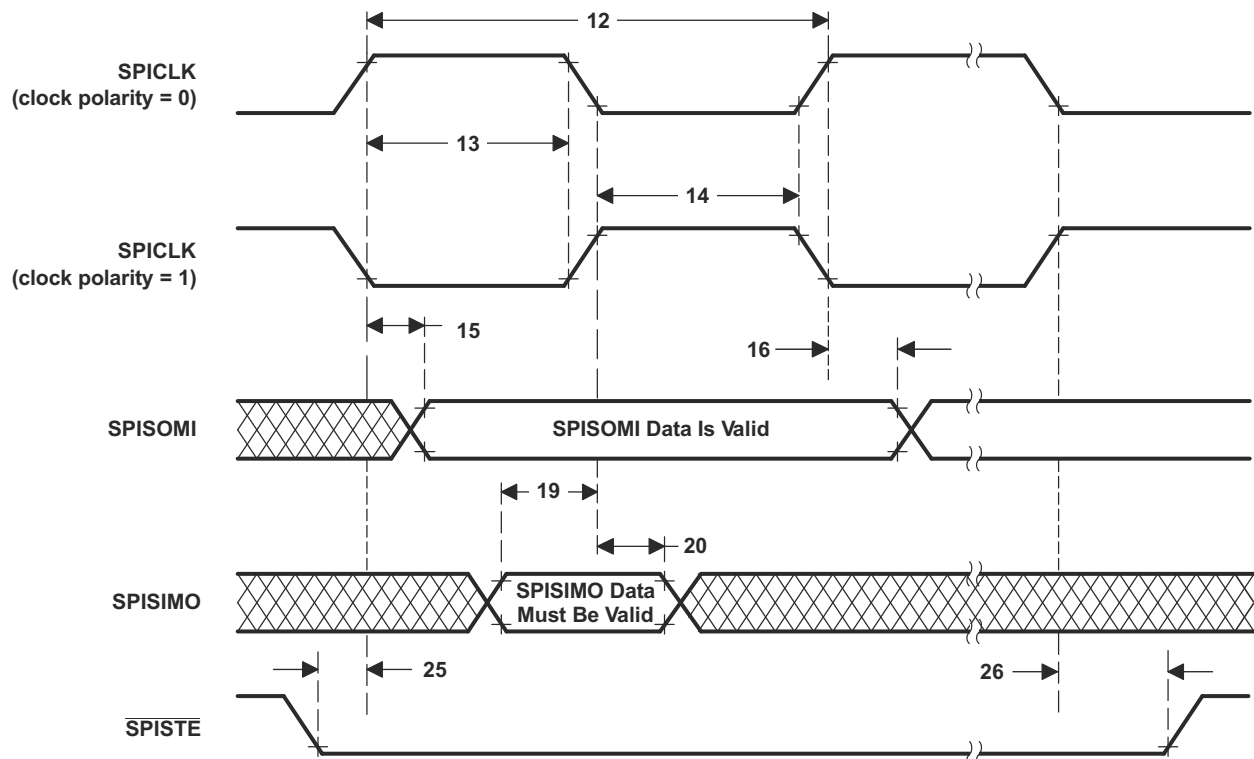 12
SPICLK
(clock polarity = 0)
13
14
SPICLK
(clock polarity = 1)
15
16
SPISOMI
SPISOMI Data Is Valid
19
20
SPISIMO
SPISIMO Data
Must Be Valid
25
26
SPISTE